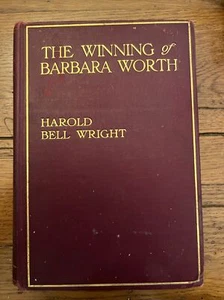 THE WINNING of
BARBARA WORTH
HAROLD
BELL WRIGHT